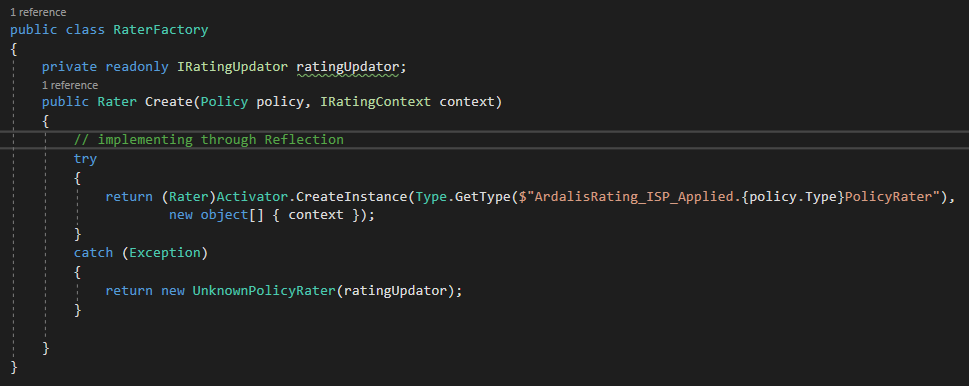 1 reference
public class RaterFactory
{
private readonly IRatingUpdator ratingUpdator;
1 reference
public Rater Create(Policy policy, IRatingContext context)
{
// implementing through Reflection
try
{
return (Rater)Activator.CreateInstance(Type.GetType($"ArdalisRating_ISP_Applied.{policy.Type}PolicyRater"),
new object[] { context });
}
catch (Exception)
{
return new UnknownPolicyRater(ratingUpdator);
}
}
}